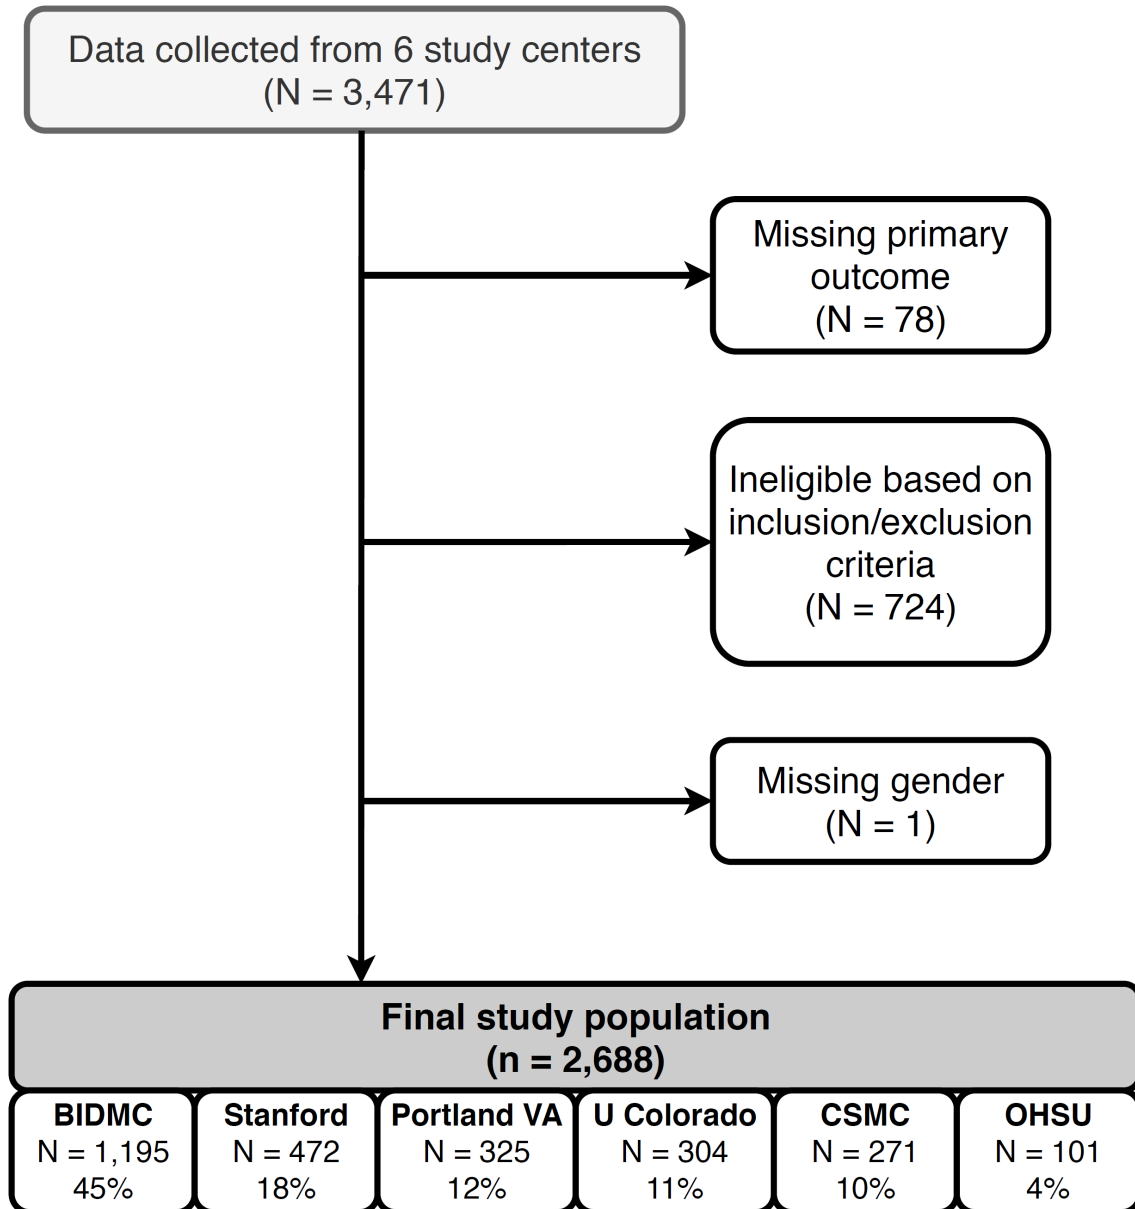 Data collected from 6 study centers
(N = 3,471)
Missing primary
outcome
(N = 78)
Ineligible based on
inclusion/exclusion
criteria
(N = 724)
Missing gender
(N = 1)
Final study population
(n = 2,688)
BIDMC
N = 1,195
45%
Stanford
N = 472
18%
Portland VA
N = 325
12%
U Colorado
N = 304
11%
CSMC
N = 271
10%
OHSU
N = 101
4%